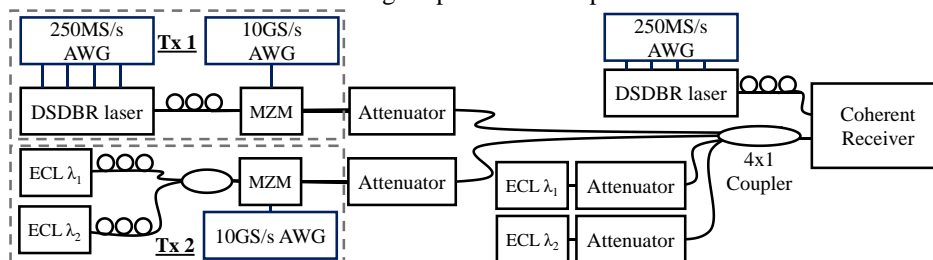 250MS/s
AWG
Tx 1
10GS/s
AWG
DSDBR laser
MZM
Attenuator
ECL λ1
ECL λ2
MZM
Attenuator
10GS/s AWG
Tx 2
250MS/s
AWG
DSDBR laser
Coherent
Receiver
4x1
Coupler
ECL λ1
Attenuator
ECL λ2
Attenuator